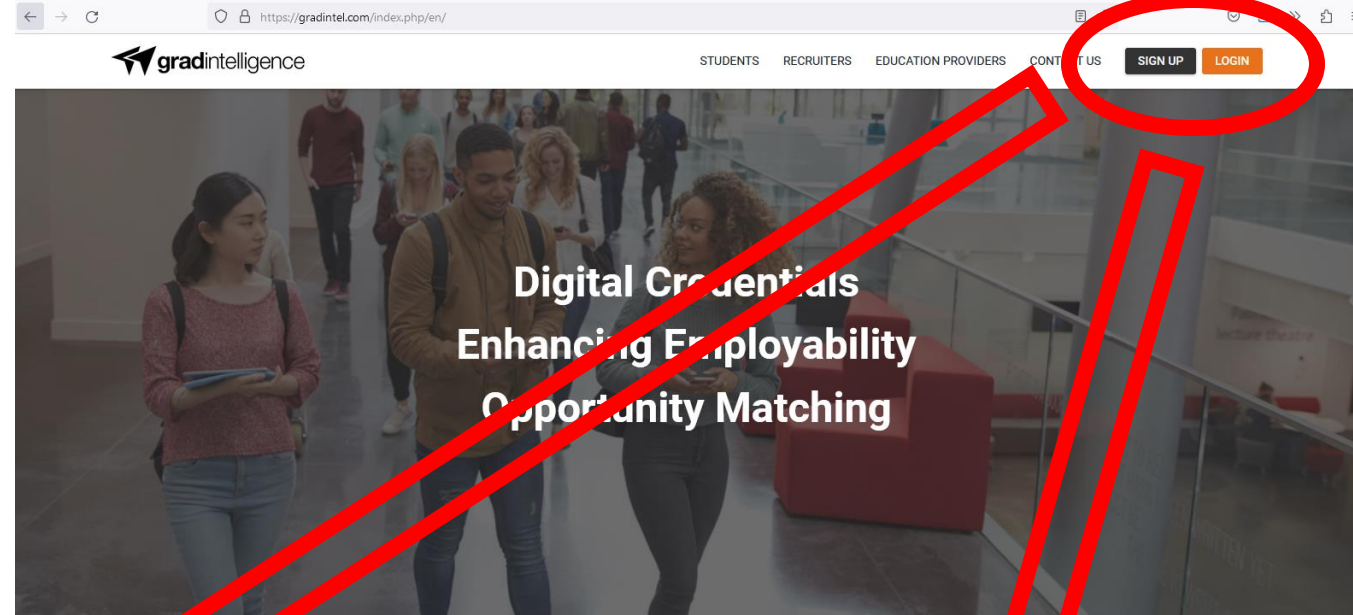 https://gradintel.com/index.php/en/
gradintelligence
STUDENTS RECRUITERS EDUCATION PROVIDERS CONTACT US SIGN UP LOGIN
Digital Credentials
Enhancing Employability
Opportunity Matching